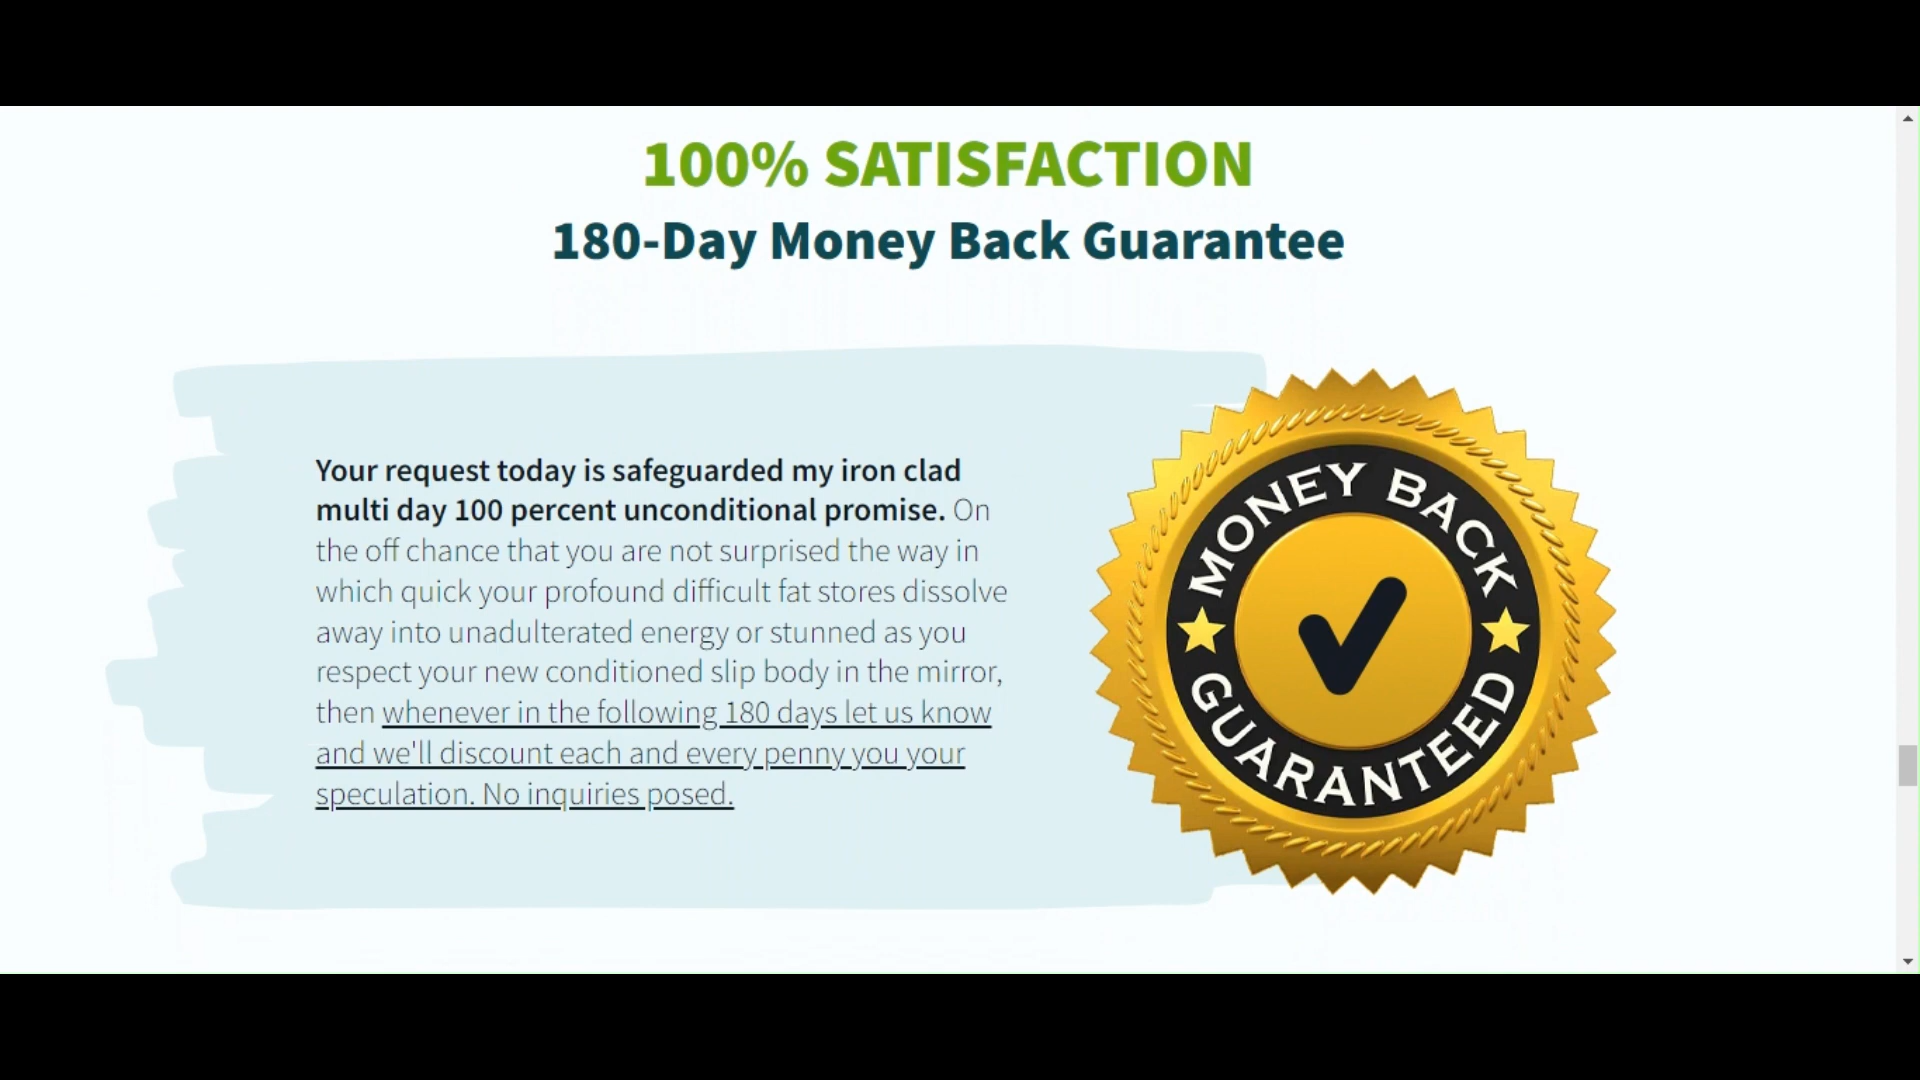 100% SATISFACTION
180-Day Money Back Guarantee
Your request today is safeguarded my iron clad
multi day 100 percent unconditional promise. On
the off chance that you are not surprised the way in
which quick your profound difficult fat stores dissolve
away into unadulterated energy or stunned as you
respect your new conditioned slip body in the mirror,
then whenever in the following 180 days let us know
and we'll discount each and every penny you your
speculation. No inquiries posed.
MONEY BACK
GUARANTEED